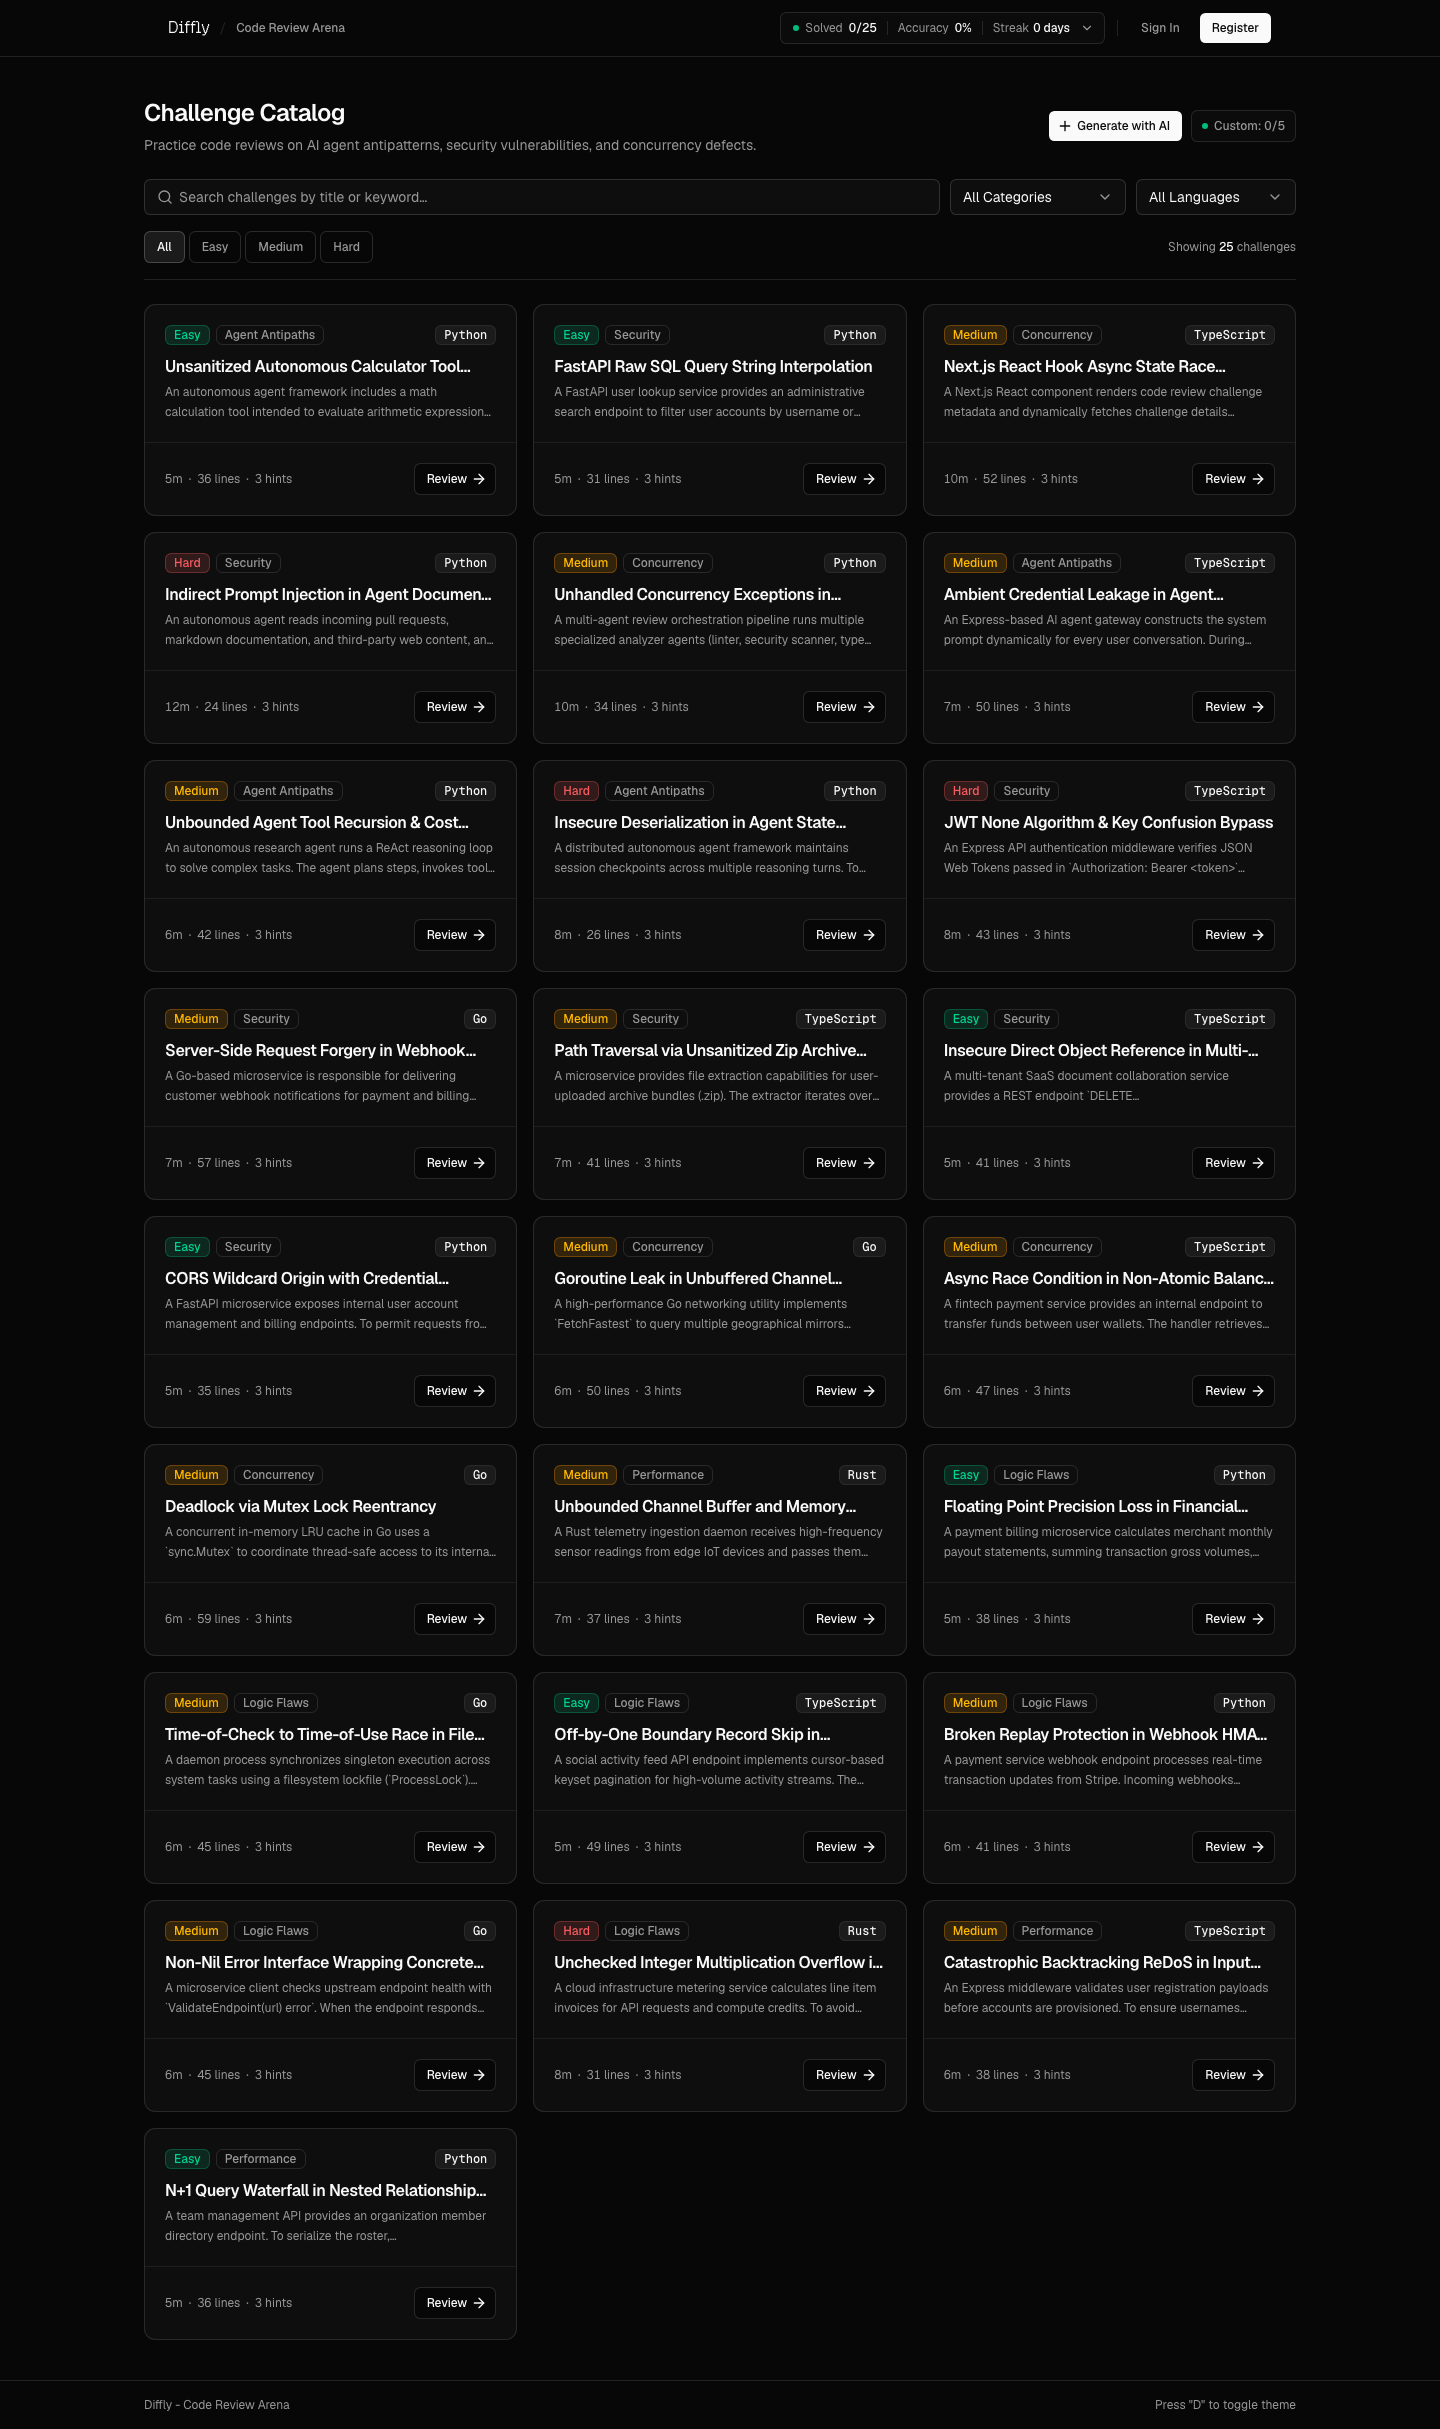 Diffly / Code Review Arena
Solved 0/25 Accuracy 0% Streak 0 days
Sign In Register
Challenge Catalog
Practice code reviews on AI agent antipatterns, security vulnerabilities, and concurrency defects.
Generate with AI
Custom: 0/5
Search challenges by title or keyword...
All Categories
All Languages
All Easy Medium Hard
Showing 25 challenges
Easy Agent Antipaths Python
Unsanitized Autonomous Calculator Tool...
An autonomous agent framework includes a math
calculation tool intended to evaluate arithmetic expression...
5m · 36 lines · 3 hints Review
Easy Security Python
FastAPI Raw SQL Query String Interpolation
A FastAPI user lookup service provides an administrative
search endpoint to filter user accounts by username or...
5m · 31 lines · 3 hints Review
Medium Concurrency TypeScript
Next.js React Hook Async State Race...
A Next.js React component renders code review challenge
metadata and dynamically fetches challenge details...
10m · 52 lines · 3 hints Review
Hard Security Python
Indirect Prompt Injection in Agent Documen...
An autonomous agent reads incoming pull requests,
markdown documentation, and third-party web content, an...
12m · 24 lines · 3 hints Review
Medium Concurrency Python
Unhandled Concurrency Exceptions in...
A multi-agent review orchestration pipeline runs multiple
specialized analyzer agents (linter, security scanner, type...
10m · 34 lines · 3 hints Review
Medium Agent Antipaths TypeScript
Ambient Credential Leakage in Agent...
An Express-based AI agent gateway constructs the system
prompt dynamically for every user conversation. During...
7m · 50 lines · 3 hints Review
Medium Agent Antipaths Python
Unbounded Agent Tool Recursion & Cost...
An autonomous research agent runs a ReAct reasoning loop
to solve complex tasks. The agent plans steps, invokes tool...
6m · 42 lines · 3 hints Review
Hard Agent Antipaths Python
Insecure Deserialization in Agent State...
A distributed autonomous agent framework maintains
session checkpoints across multiple reasoning turns. To...
8m · 26 lines · 3 hints Review
Hard Security TypeScript
JWT None Algorithm & Key Confusion Bypass
An Express API authentication middleware verifies JSON
Web Tokens passed in `Authorization: Bearer <token>`...
8m · 43 lines · 3 hints Review
Medium Security Go
Server-Side Request Forgery in Webhook...
A Go-based microservice is responsible for delivering
customer webhook notifications for payment and billing...
7m · 57 lines · 3 hints Review
Medium Security TypeScript
Path Traversal via Unsanitized Zip Archive...
A microservice provides file extraction capabilities for user-
uploaded archive bundles (.zip). The extractor iterates over...
7m · 41 lines · 3 hints Review
Easy Security TypeScript
Insecure Direct Object Reference in Multi-...
A multi-tenant SaaS document collaboration service
provides a REST endpoint `DELETE...
5m · 41 lines · 3 hints Review
Easy Security Python
CORS Wildcard Origin with Credential...
A FastAPI microservice exposes internal user account
management and billing endpoints. To permit requests fro...
5m · 35 lines · 3 hints Review
Medium Concurrency Go
Goroutine Leak in Unbuffered Channel...
A high-performance Go networking utility implements
`FetchFastest` to query multiple geographical mirrors...
6m · 50 lines · 3 hints Review
Medium Concurrency TypeScript
Async Race Condition in Non-Atomic Balanc...
A fintech payment service provides an internal endpoint to
transfer funds between user wallets. The handler retrieves...
6m · 47 lines · 3 hints Review
Medium Concurrency Go
Deadlock via Mutex Lock Reentrancy
A concurrent in-memory LRU cache in Go uses a
`sync.Mutex` to coordinate thread-safe access to its interna...
6m · 59 lines · 3 hints Review
Medium Performance Rust
Unbounded Channel Buffer and Memory...
A Rust telemetry ingestion daemon receives high-frequency
sensor readings from edge IoT devices and passes them...
7m · 37 lines · 3 hints Review
Easy Logic Flaws Python
Floating Point Precision Loss in Financial...
A payment billing microservice calculates merchant monthly
payout statements, summing transaction gross volumes,...
5m · 38 lines · 3 hints Review
Medium Logic Flaws Go
Time-of-Check to Time-of-Use Race in File...
A daemon process synchronizes singleton execution across
system tasks using a filesystem lockfile (`ProcessLock`)....
6m · 45 lines · 3 hints Review
Easy Logic Flaws TypeScript
Off-by-One Boundary Record Skip in...
A social activity feed API endpoint implements cursor-based
keyset pagination for high-volume activity streams. The...
5m · 49 lines · 3 hints Review
Medium Logic Flaws Python
Broken Replay Protection in Webhook HMA...
A payment service webhook endpoint processes real-time
transaction updates from Stripe. Incoming webhooks...
6m · 41 lines · 3 hints Review
Medium Logic Flaws Go
Non-Nil Error Interface Wrapping Concrete...
A microservice client checks upstream endpoint health with
`ValidateEndpoint(url) error`. When the endpoint responds...
6m · 45 lines · 3 hints Review
Hard Logic Flaws Rust
Unchecked Integer Multiplication Overflow i...
A cloud infrastructure metering service calculates line item
invoices for API requests and compute credits. To avoid...
8m · 31 lines · 3 hints Review
Medium Performance TypeScript
Catastrophic Backtracking ReDoS in Input...
An Express middleware validates user registration payloads
before accounts are provisioned. To ensure usernames...
6m · 38 lines · 3 hints Review
Easy Performance Python
N+1 Query Waterfall in Nested Relationship...
A team management API provides an organization member
directory endpoint. To serialize the roster,...
5m · 36 lines · 3 hints Review
Diffly - Code Review Arena
Press "D" to toggle theme